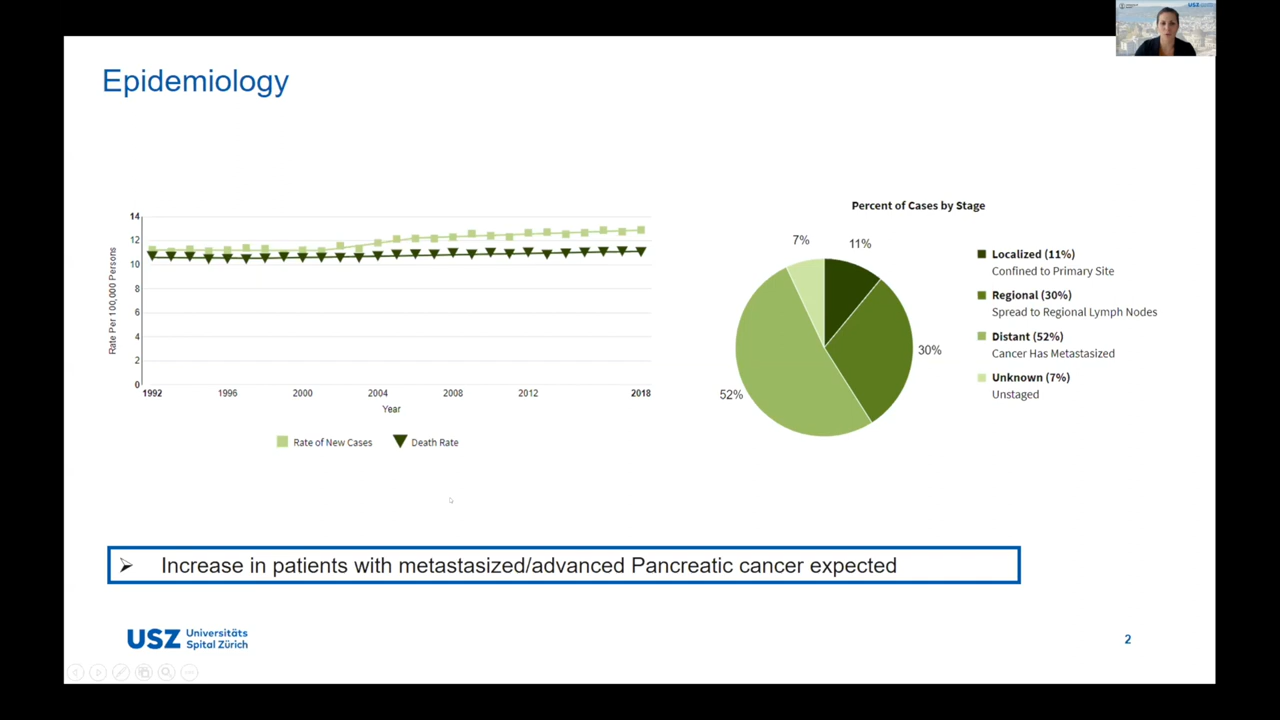 USZ
Epidemiology
14
12
10
8
6
4
2
0
Rate Per 100,000 Persons
1992
1996
2000
2004
2008
2012
2018
Year
Rate of New Cases
Death Rate
Percent of Cases by Stage
7%
11%
30%
52%
Localized (11%)
Confined to Primary Site
Regional (30%)
Spread to Regional Lymph Nodes
Distant (52%)
Cancer Has Metastasized
Unknown (7%)
Unstaged
➢ Increase in patients with metastasized/advanced Pancreatic cancer expected
USZ Universitäts
Spital Zürich
2